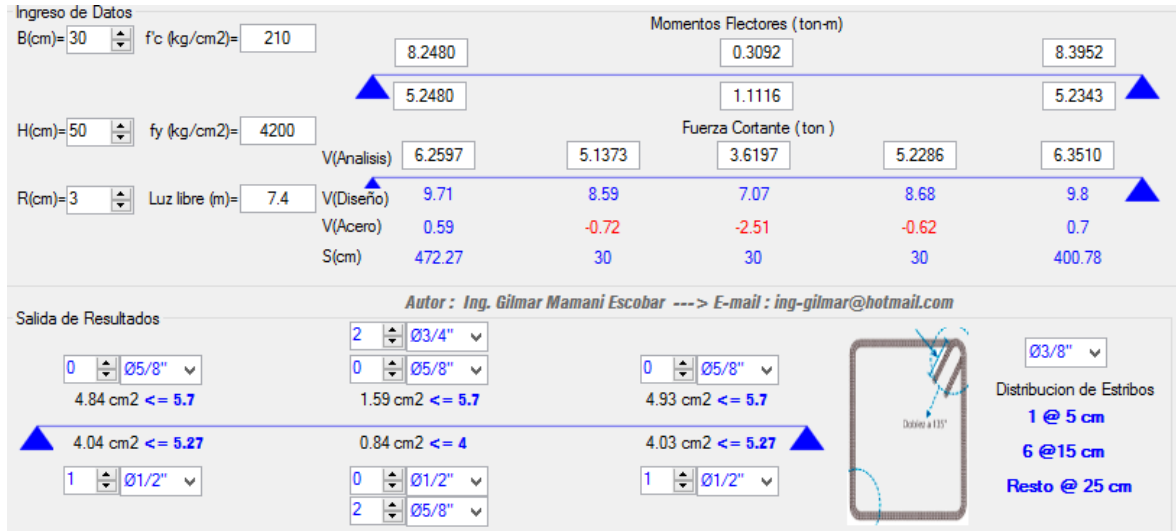 Ingreso de Datos
B(cm)= 30 f'c (kg/cm2)= 210
Momentos Flectores ( ton-m)
8.2480 0.3092 8.3952
5.2480 1.1116 5.2343
H(cm)= 50 fy (kg/cm2)= 4200
Fuerza Cortante ( ton )
V(Analisis) 6.2597 5.1373 3.6197 5.2286 6.3510
R(cm)= 3 Luz libre (m)= 7.4
V(Diseño) 9.71 8.59 7.07 8.68 9.8
V(Acero) 0.59 -0.72 -2.51 -0.62 0.7
S(cm) 472.27 30 30 30 400.78
Autor : Ing. Gilmar Mamani Escobar ---> E-mail : ing-gilmar@hotmail.com
Salida de Resultados
2 Ø3/4"
0 Ø5/8" 0 Ø5/8" 0 Ø5/8"
4.84 cm2 <= 5.7 1.59 cm2 <= 5.7 4.93 cm2 <= 5.7
4.04 cm2 <= 5.27 0.84 cm2 <= 4 4.03 cm2 <= 5.27
1 Ø1/2" 0 Ø1/2" 1 Ø1/2"
2 Ø5/8"
Doblez a 135°
Ø3/8"
Distribucion de Estribos
1 @ 5 cm
6 @15 cm
Resto @ 25 cm